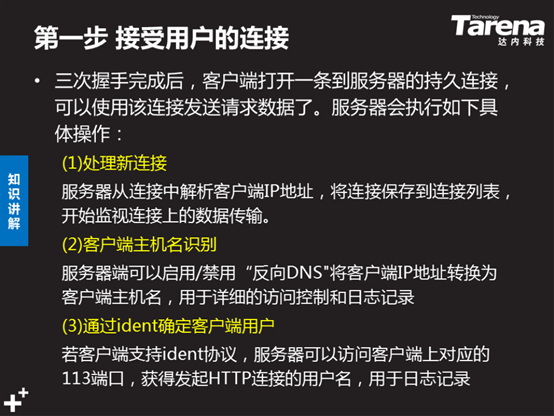 第一步 接受用户的连接
Technology
Tarena
达内科技
• 三次握手完成后，客户端打开一条到服务器的持久连接，
可以使用该连接发送请求数据了。服务器会执行如下具
体操作：
(1)处理新连接
服务器从连接中解析客户端IP地址，将连接保存到连接列表，
开始监视连接上的数据传输。
(2)客户端主机名识别
服务器端可以启用/禁用“反向DNS"将客户端IP地址转换为
客户端主机名，用于详细的访问控制和日志记录
(3)通过ident确定客户端用户
若客户端支持ident协议，服务器可以访问客户端上对应的
113端口，获得发起HTTP连接的用户名，用于日志记录
知识讲解